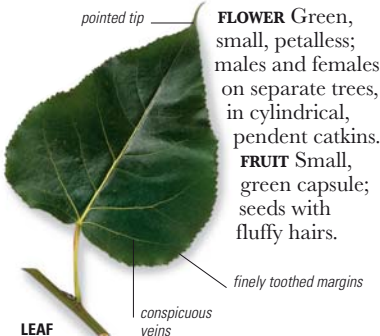 pointed tip
FLOWER Green,
small, petalless;
males and females
on separate trees,
in cylindrical,
pendent catkins.
FRUIT Small,
green capsule;
seeds with
fluffy hairs.
finely toothed margins
conspicuous
veins
LEAF